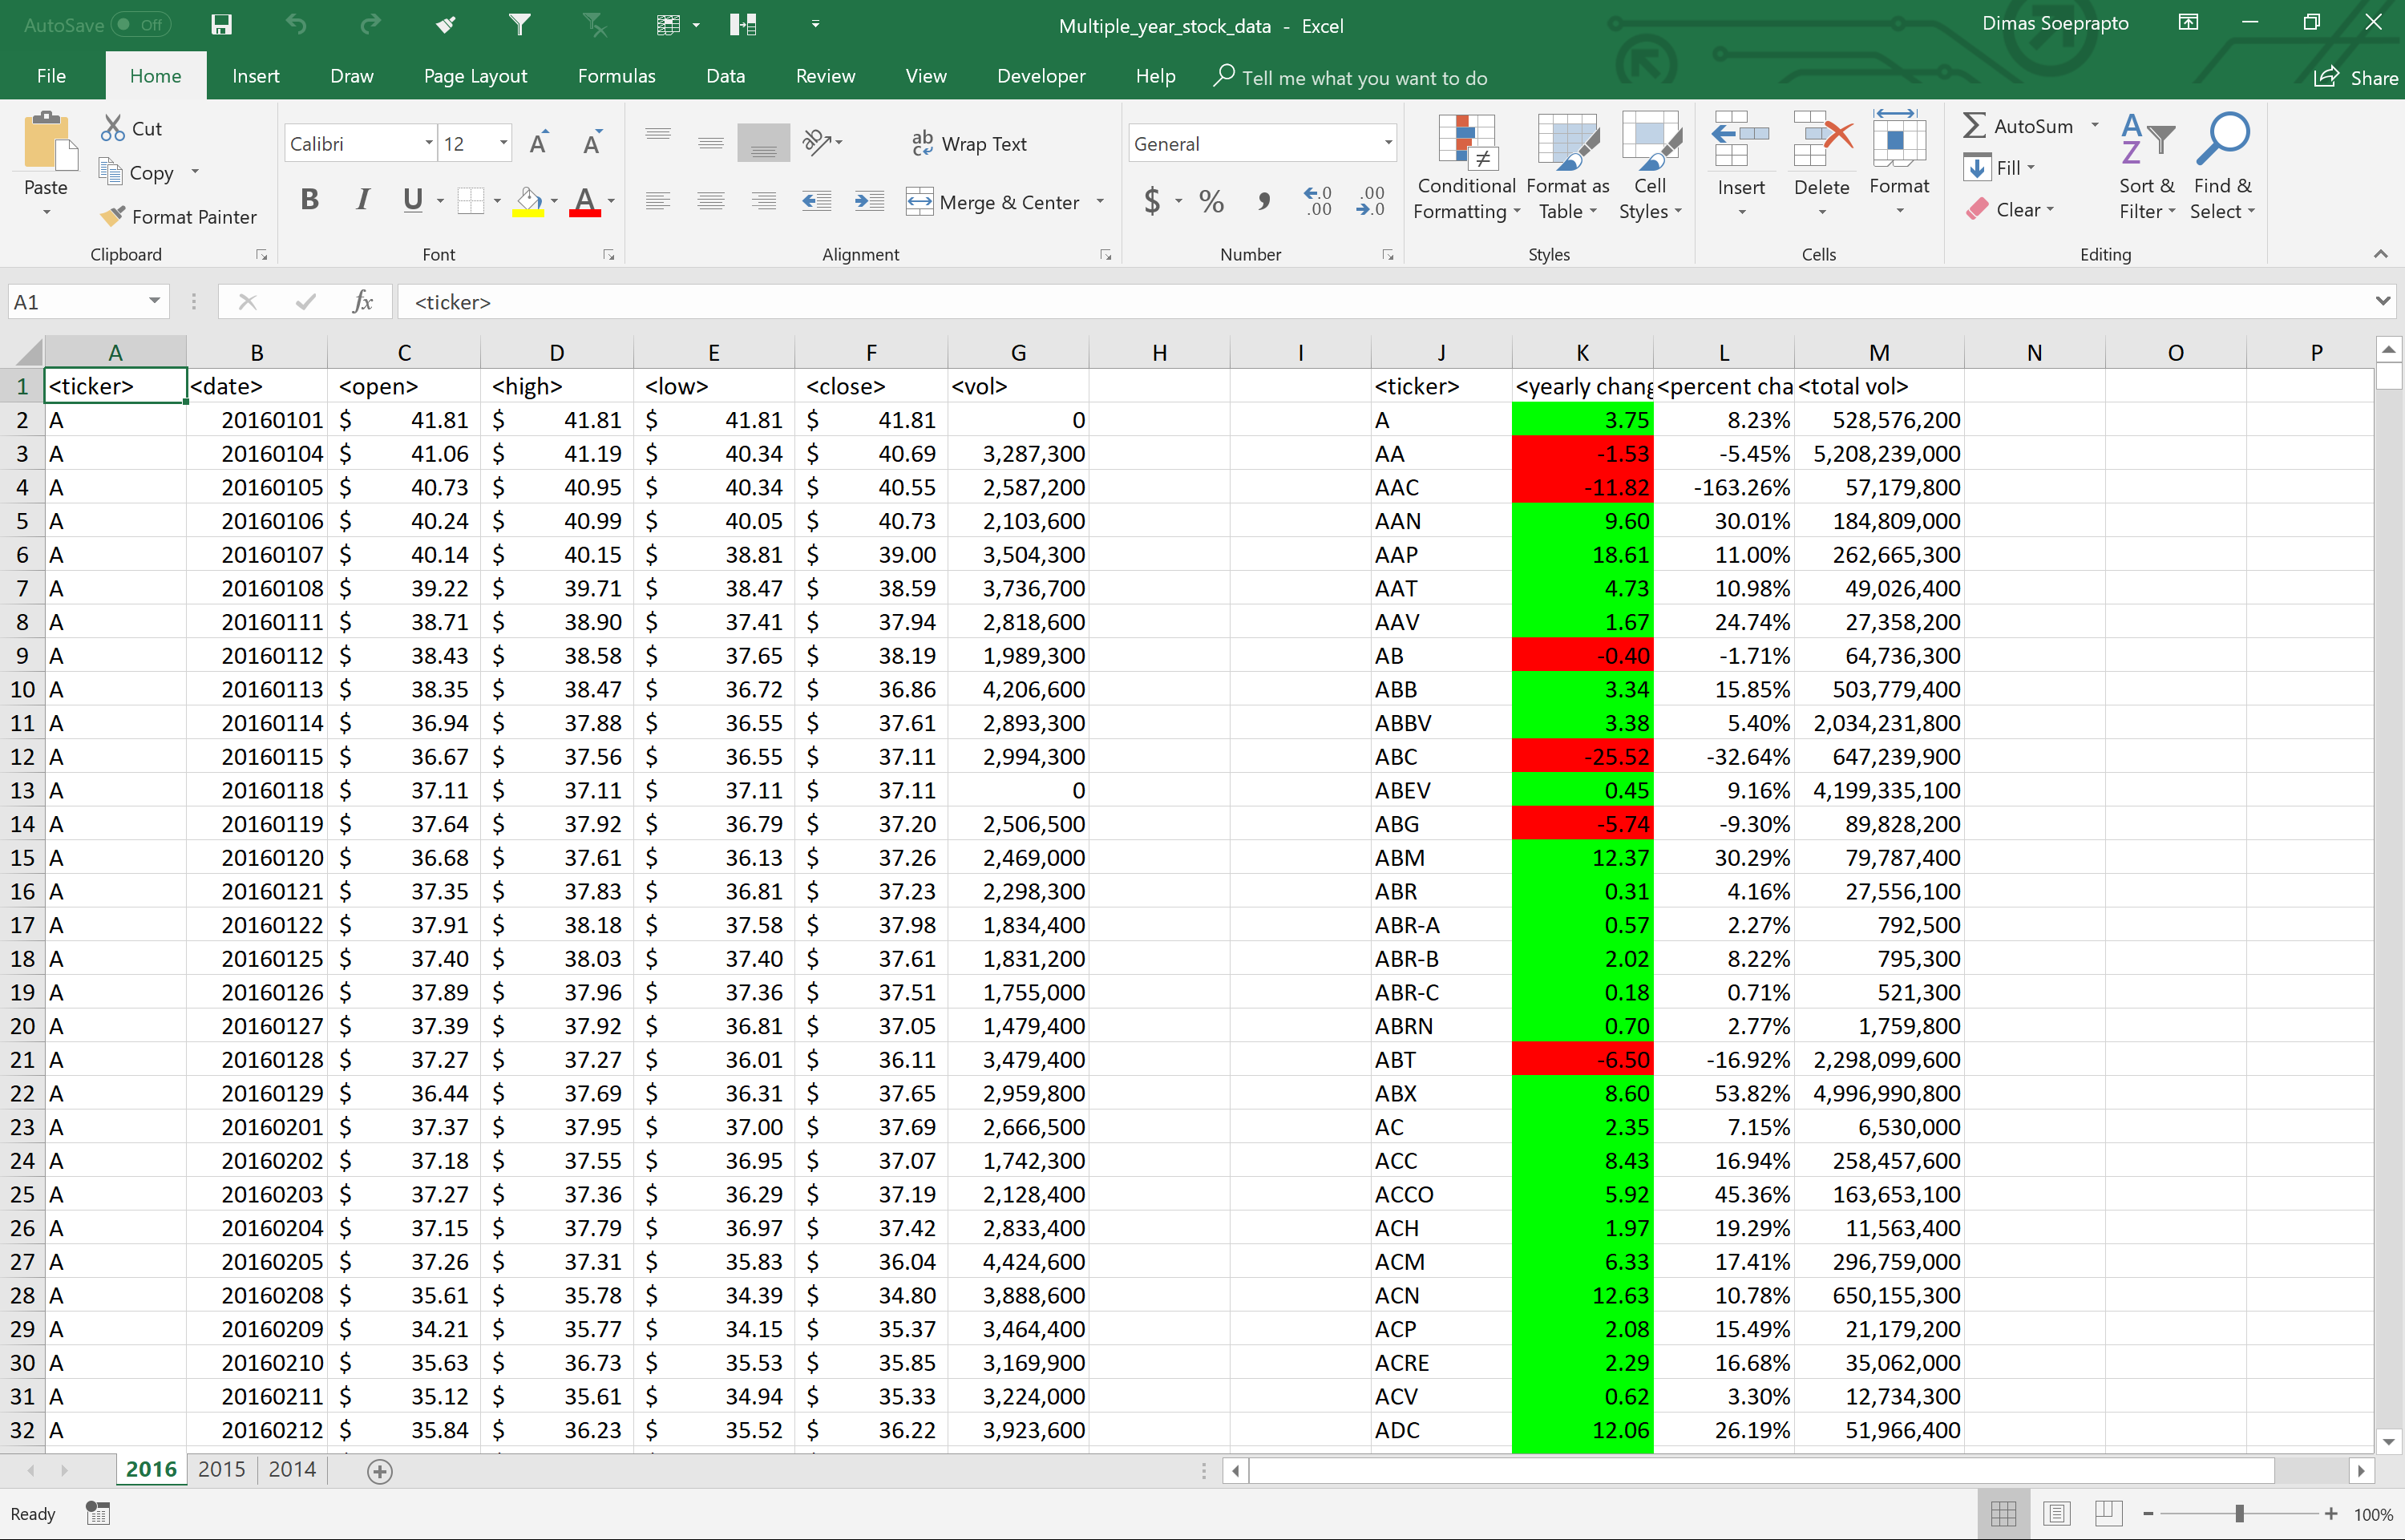 AutoSave Off Multiple_year_stock_data - Excel Dimas Soeprapto
File Home Insert Draw Page Layout Formulas Data Review View Developer Help Tell me what you want to do Share
Paste Cut Copy Format Painter Calibri 12 Wrap Text Merge & Center General Conditional Formatting Format as Table Cell Styles Insert Delete Format AutoSum Fill Clear Sort & Filter Find & Select
Clipboard Font Alignment Number Styles Cells Editing
A1 fx <ticker>
A B C D E F G H I J K L M N O P
1 <ticker> <date> <open> <high> <low> <close> <vol> <ticker> <yearly chang <percent cha <total vol>
2 A 20160101 $ 41.81 $ 41.81 $ 41.81 $ 41.81 0 A 3.75 8.23% 528,576,200
3 A 20160104 $ 41.06 $ 41.19 $ 40.34 $ 40.69 3,287,300 AA -1.53 -5.45% 5,208,239,000
4 A 20160105 $ 40.73 $ 40.95 $ 40.34 $ 40.55 2,587,200 AAC -11.82 -163.26% 57,179,800
5 A 20160106 $ 40.24 $ 40.99 $ 40.05 $ 40.73 2,103,600 AAN 9.60 30.01% 184,809,000
6 A 20160107 $ 40.14 $ 40.15 $ 38.81 $ 39.00 3,504,300 AAP 18.61 11.00% 262,665,300
7 A 20160108 $ 39.22 $ 39.71 $ 38.47 $ 38.59 3,736,700 AAT 4.73 10.98% 49,026,400
8 A 20160111 $ 38.71 $ 38.90 $ 37.41 $ 37.94 2,818,600 AAV 1.67 24.74% 27,358,200
9 A 20160112 $ 38.43 $ 38.58 $ 37.65 $ 38.19 1,989,300 AB -0.40 -1.71% 64,736,300
10 A 20160113 $ 38.35 $ 38.47 $ 36.72 $ 36.86 4,206,600 ABB 3.34 15.85% 503,779,400
11 A 20160114 $ 36.94 $ 37.88 $ 36.55 $ 37.61 2,893,300 ABBV 3.38 5.40% 2,034,231,800
12 A 20160115 $ 36.67 $ 37.56 $ 36.55 $ 37.11 2,994,300 ABC -25.52 -32.64% 647,239,900
13 A 20160118 $ 37.11 $ 37.11 $ 37.11 $ 37.11 0 ABEV 0.45 9.16% 4,199,335,100
14 A 20160119 $ 37.64 $ 37.92 $ 36.79 $ 37.20 2,506,500 ABG -5.74 -9.30% 89,828,200
15 A 20160120 $ 36.68 $ 37.61 $ 36.13 $ 37.26 2,469,000 ABM 12.37 30.29% 79,787,400
16 A 20160121 $ 37.35 $ 37.83 $ 36.81 $ 37.23 2,298,300 ABR 0.31 4.16% 27,556,100
17 A 20160122 $ 37.91 $ 38.18 $ 37.58 $ 37.98 1,834,400 ABR-A 0.57 2.27% 792,500
18 A 20160125 $ 37.40 $ 38.03 $ 37.40 $ 37.61 1,831,200 ABR-B 2.02 8.22% 795,300
19 A 20160126 $ 37.89 $ 37.96 $ 37.36 $ 37.51 1,755,000 ABR-C 0.18 0.71% 521,300
20 A 20160127 $ 37.39 $ 37.92 $ 36.81 $ 37.05 1,479,400 ABRN 0.70 2.77% 1,759,800
21 A 20160128 $ 37.27 $ 37.27 $ 36.01 $ 36.11 3,479,400 ABT -6.50 -16.92% 2,298,099,600
22 A 20160129 $ 36.44 $ 37.69 $ 36.31 $ 37.65 2,959,800 ABX 8.60 53.82% 4,996,990,800
23 A 20160201 $ 37.37 $ 37.95 $ 37.00 $ 37.69 2,666,500 AC 2.35 7.15% 6,530,000
24 A 20160202 $ 37.18 $ 37.55 $ 36.95 $ 37.07 1,742,300 ACC 8.43 16.94% 258,457,600
25 A 20160203 $ 37.27 $ 37.36 $ 36.29 $ 37.19 2,128,400 ACCO 5.92 45.36% 163,653,100
26 A 20160204 $ 37.15 $ 37.79 $ 36.97 $ 37.42 2,833,400 ACH 1.97 19.29% 11,563,400
27 A 20160205 $ 37.26 $ 37.31 $ 35.83 $ 36.04 4,424,600 ACM 6.33 17.41% 296,759,000
28 A 20160208 $ 35.61 $ 35.78 $ 34.39 $ 34.80 3,888,600 ACN 12.63 10.78% 650,155,300
29 A 20160209 $ 34.21 $ 35.77 $ 34.15 $ 35.37 3,464,400 ACP 2.08 15.49% 21,179,200
30 A 20160210 $ 35.63 $ 36.73 $ 35.53 $ 35.85 3,169,900 ACRE 2.29 16.68% 35,062,000
31 A 20160211 $ 35.12 $ 35.61 $ 34.94 $ 35.33 3,224,000 ACV 0.62 3.30% 12,734,300
32 A 20160212 $ 35.84 $ 36.23 $ 35.52 $ 36.22 3,923,600 ADC 12.06 26.19% 51,966,400
2016 2015 2014
Ready 100%